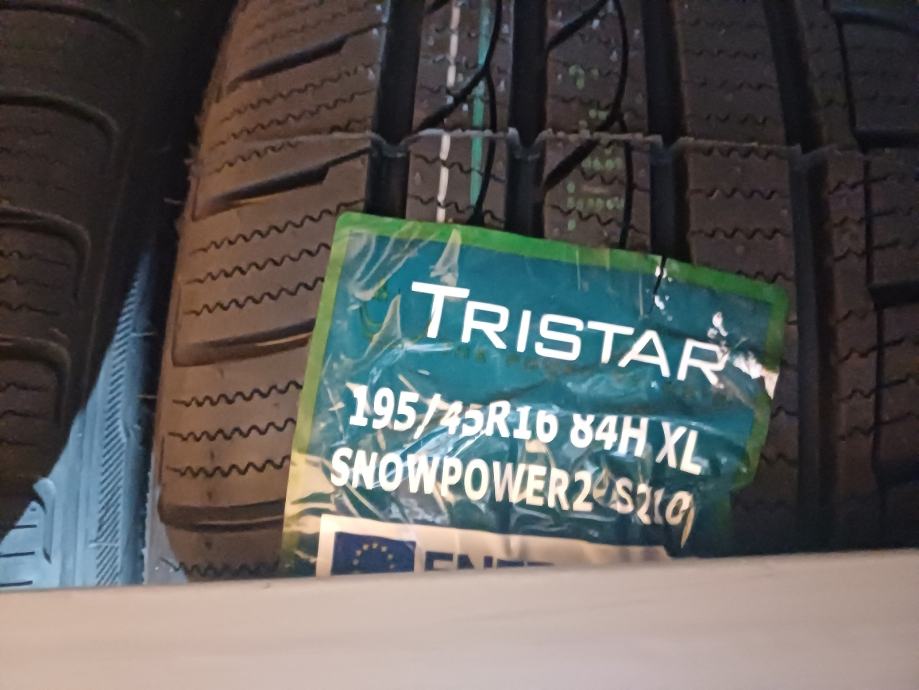 TRISTAR
195/45R16 84H XL
SNOWPOWER2 S210